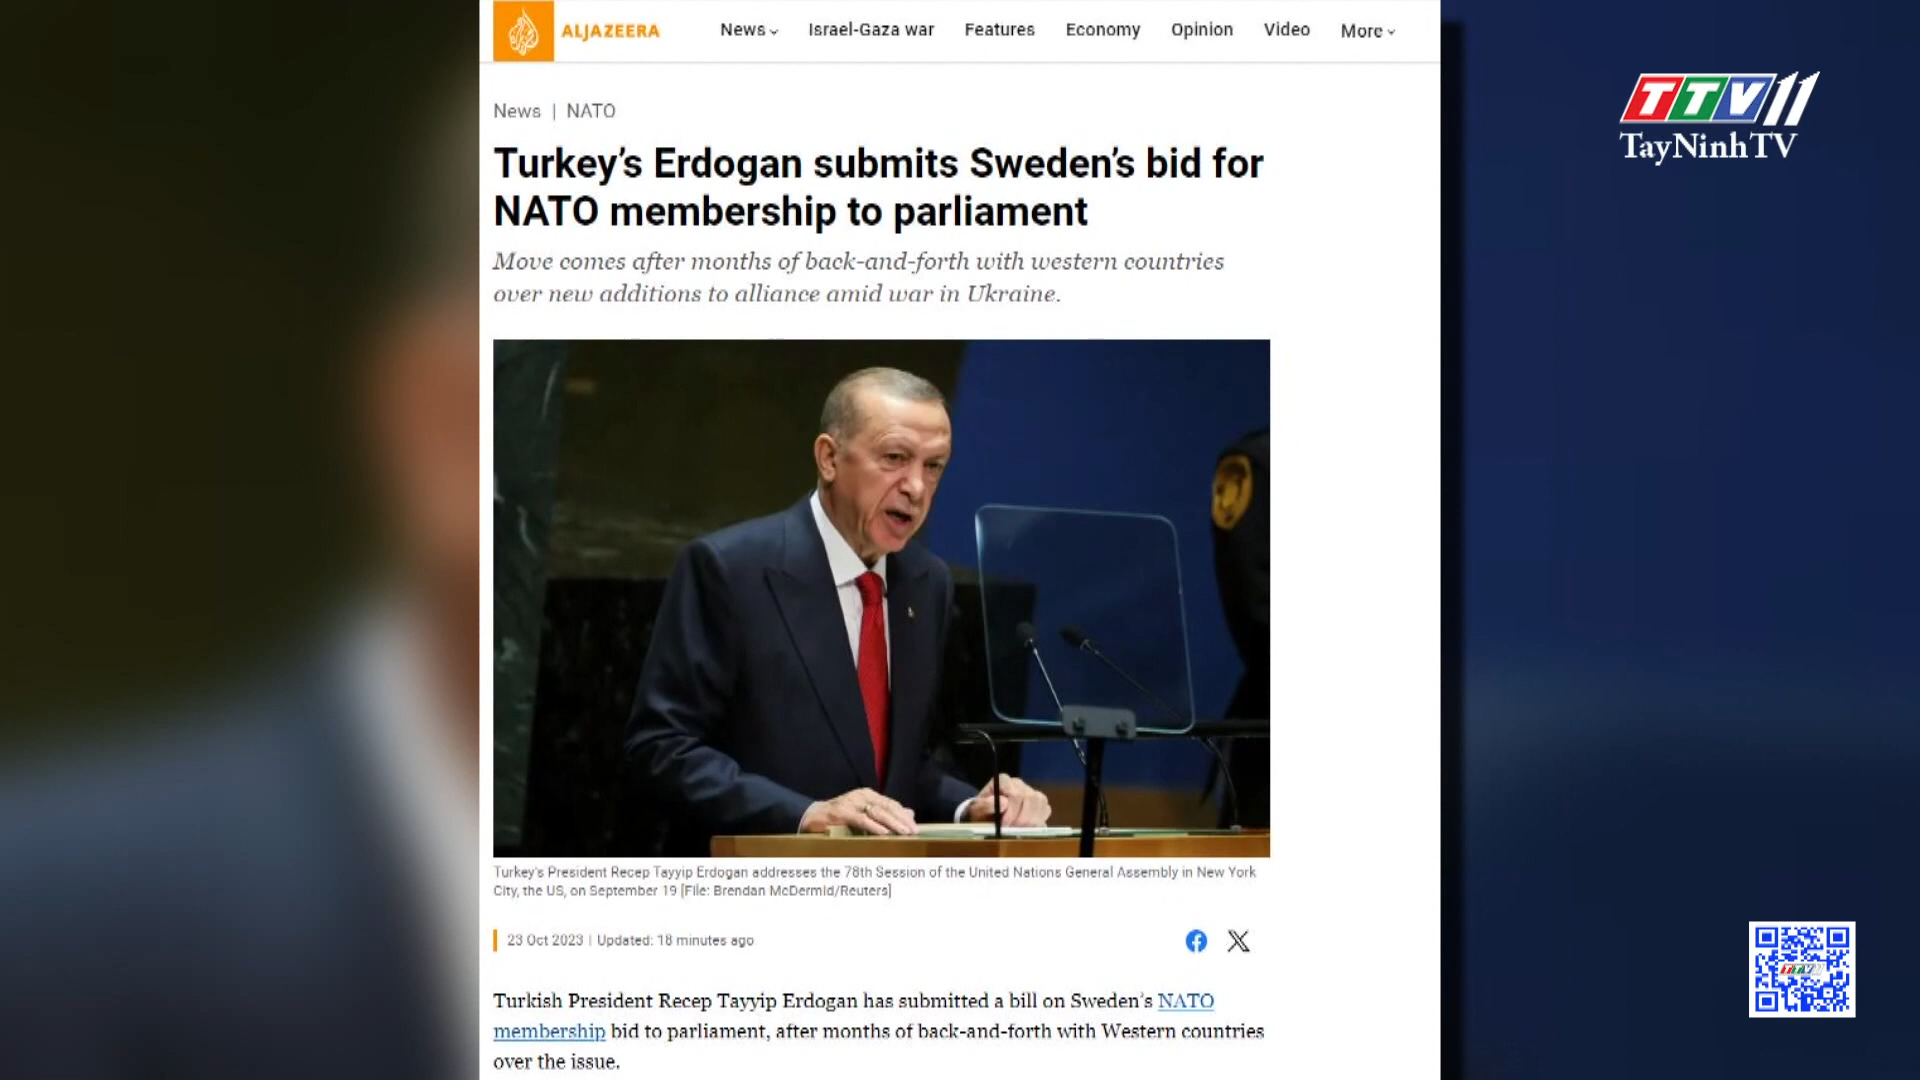 ALJAZEERA
News Israel-Gaza war Features Economy Opinion Video More
TTV11
TayNinhTV
News | NATO
Turkey’s Erdogan submits Sweden’s bid for
NATO membership to parliament
Move comes after months of back-and-forth with western countries
over new additions to alliance amid war in Ukraine.
Turkey's President Recep Tayyip Erdogan addresses the 78th Session of the United Nations General Assembly in New York
City, the US, on September 19 [File: Brendan McDermid/Reuters]
23 Oct 2023 | Updated: 18 minutes ago
TTV11
Turkish President Recep Tayyip Erdogan has submitted a bill on Sweden’s NATO
membership bid to parliament, after months of back-and-forth with Western countries
over the issue.